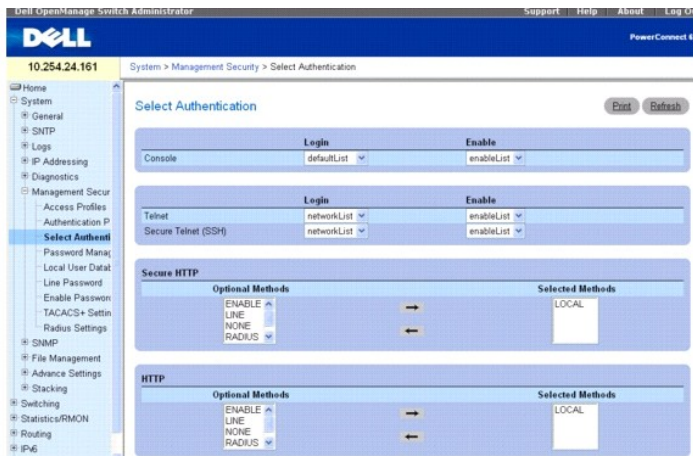 Dell OpenManage Switch Administrator Support Help About Log O
DELL
PowerConnect 6
10.254.24.161
System > Management Security > Select Authentication
Home
System
General
SNTP
Logs
IP Addressing
Diagnostics
Management Secur
Access Profiles
Authentication P
Select Authenti
Password Manag
Local User Datab
Line Password
Enable Passwor
TACACS+ Settin
Radius Settings
SNMP
File Management
Advance Settings
Stacking
Switching
Statistics/RMON
Routing
IPv6
Select Authentication
Print Refresh
Login Enable
Console defaultList enableList
Login Enable
Telnet networkList enableList
Secure Telnet (SSH) networkList enableList
Secure HTTP
Optional Methods Selected Methods
ENABLE
LINE
NONE
RADIUS
LOCAL
HTTP
Optional Methods Selected Methods
ENABLE
LINE
NONE
RADIUS
LOCAL